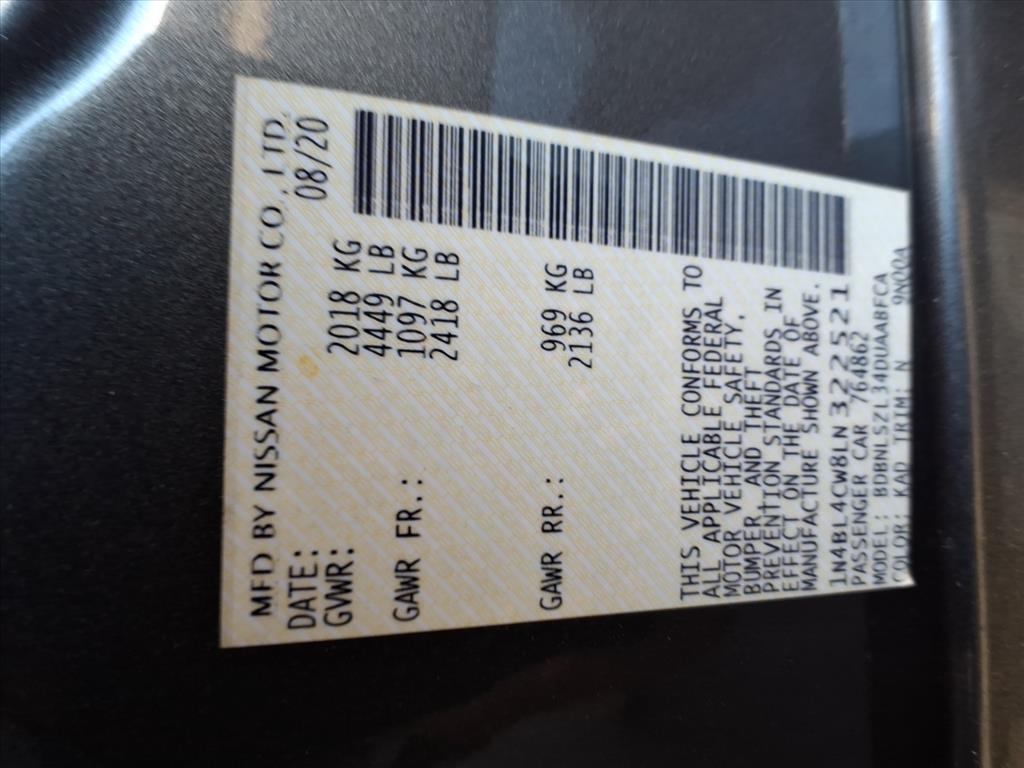 MFD BY NISSAN MOTOR CO., LTD.
DATE: 08/20
GVWR: 2018 KG
4449 LB
GAWR FR.: 1097 KG
2418 LB
GAWR RR.: 969 KG
2136 LB
THIS VEHICLE CONFORMS TO
ALL APPLICABLE FEDERAL
MOTOR VEHICLE SAFETY,
BUMPER, AND THEFT
PREVENTION STANDARDS IN
EFFECT ON THE DATE OF
MANUFACTURE SHOWN ABOVE.
1N4BL4CW8LN322521
PASSENGER CAR 764862
MODEL: BDBNLSZL34DUAABFCA
COLOR: KAD TRIM: N 9N00A